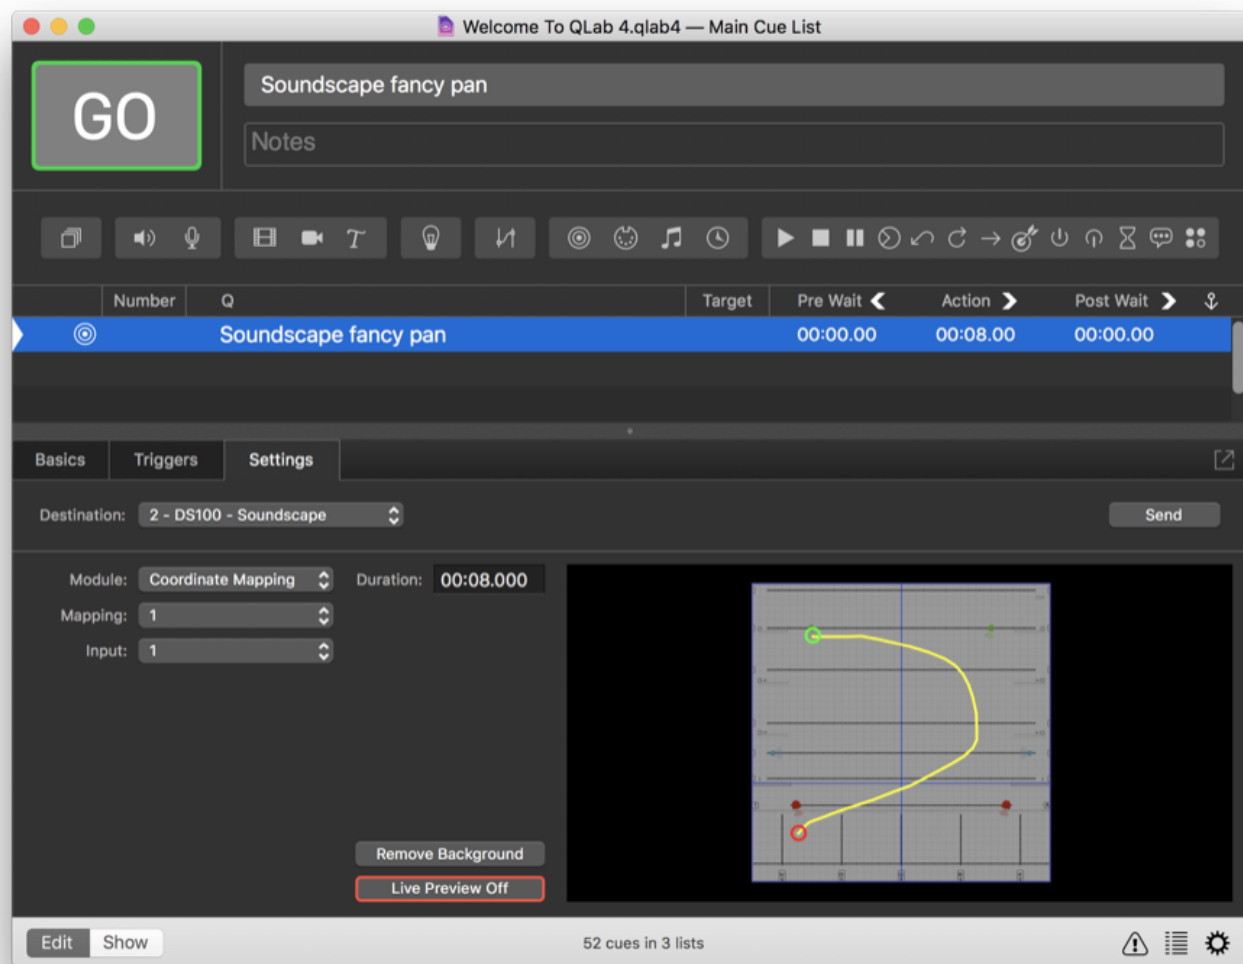 Welcome To QLab 4.qlab4 — Main Cue List
GO
Soundscape fancy pan
Notes
Number Q Target Pre Wait Action Post Wait
Soundscape fancy pan 00:00.00 00:08.00 00:00.00
Basics Triggers Settings
Destination: 2 - DS100 - Soundscape Send
Module: Coordinate Mapping Duration: 00:08.000
Mapping: 1
Input: 1
Remove Background
Live Preview Off
Edit Show 52 cues in 3 lists